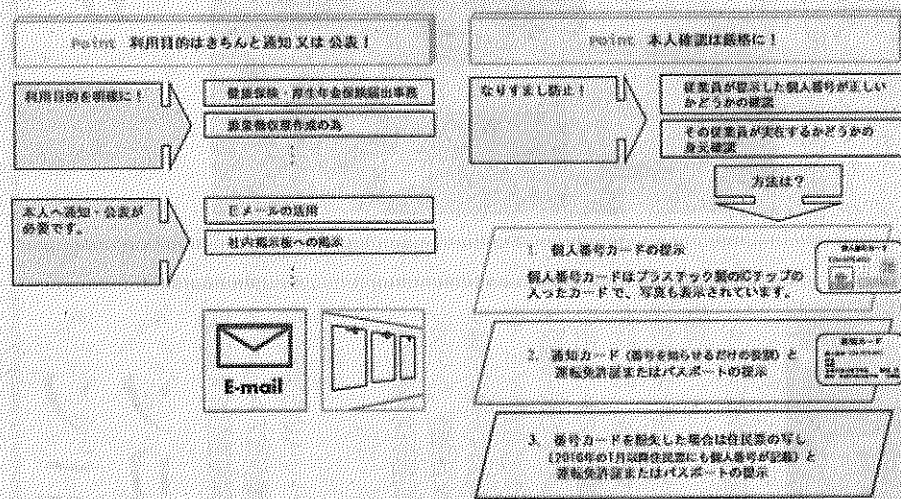 Point 利用目的はきちんと通知又は公表！
利用目的を明確に！
健康保険・厚生年金保険届出事務
源泉徴収票作成の為
本人へ通知・公表が
必要です。
Eメールの活用
社内掲示板への掲示
E-mail
Point 本人確認は厳格に！
なりすまし防止！
従業員が提示した個人番号が正しい
かどうかの確認
その従業員が実在するかどうかの
身元確認
方法は？
1. 個人番号カードの提示
個人番号カードはプラスチック製のICチップの
入ったカードで、写真も表示されています。
個人番号カード
2. 通知カード（番号を知らせるだけの役割）と
運転免許証またはパスポートの提示
通知カード
3. 番号カードを紛失した場合は住民票の写し
（2016年の1月以降住民票にも個人番号が記載）と
運転免許証またはパスポートの提示